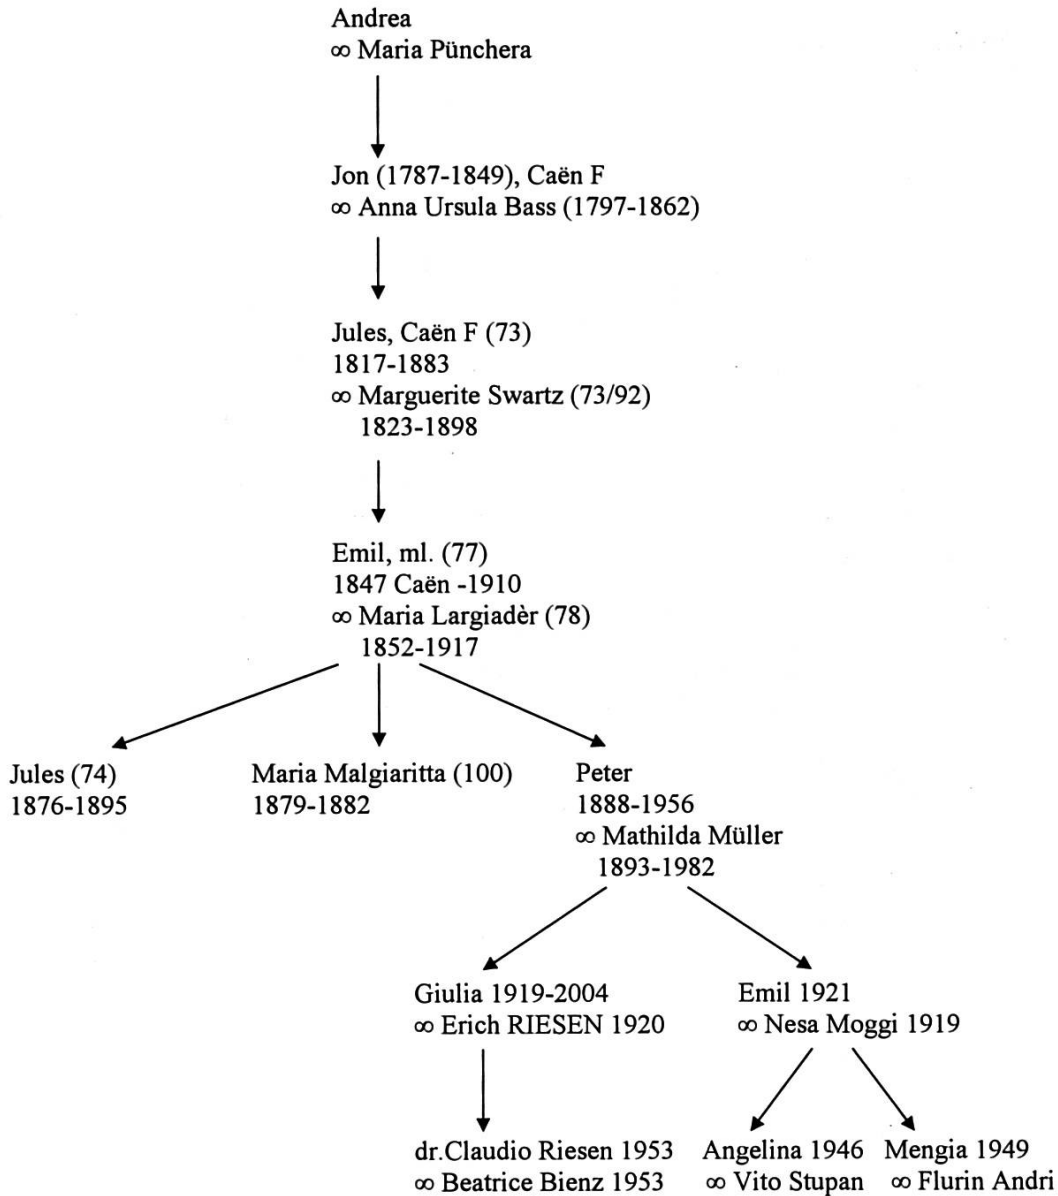 Andrea
∞ Maria Pünchera
Jon (1787-1849), Caën F
∞ Anna Ursula Bass (1797-1862)
Jules, Caën F (73)
1817-1883
∞ Marguerite Swartz (73/92)
1823-1898
Emil, ml. (77)
1847 Caën -1910
∞ Maria Largiadèr (78)
1852-1917
Jules (74)
1876-1895
Maria Malgiaritta (100)
1879-1882
Peter
1888-1956
∞ Mathilda Müller
1893-1982
Giulia 1919-2004
∞ Erich RIESEN 1920
Emil 1921
∞ Nesa Moggi 1919
dr.Claudio Riesen 1953
∞ Beatrice Bienz 1953
Angelina 1946
∞ Vito Stupan
Mengia 1949
∞ Flurin Andri